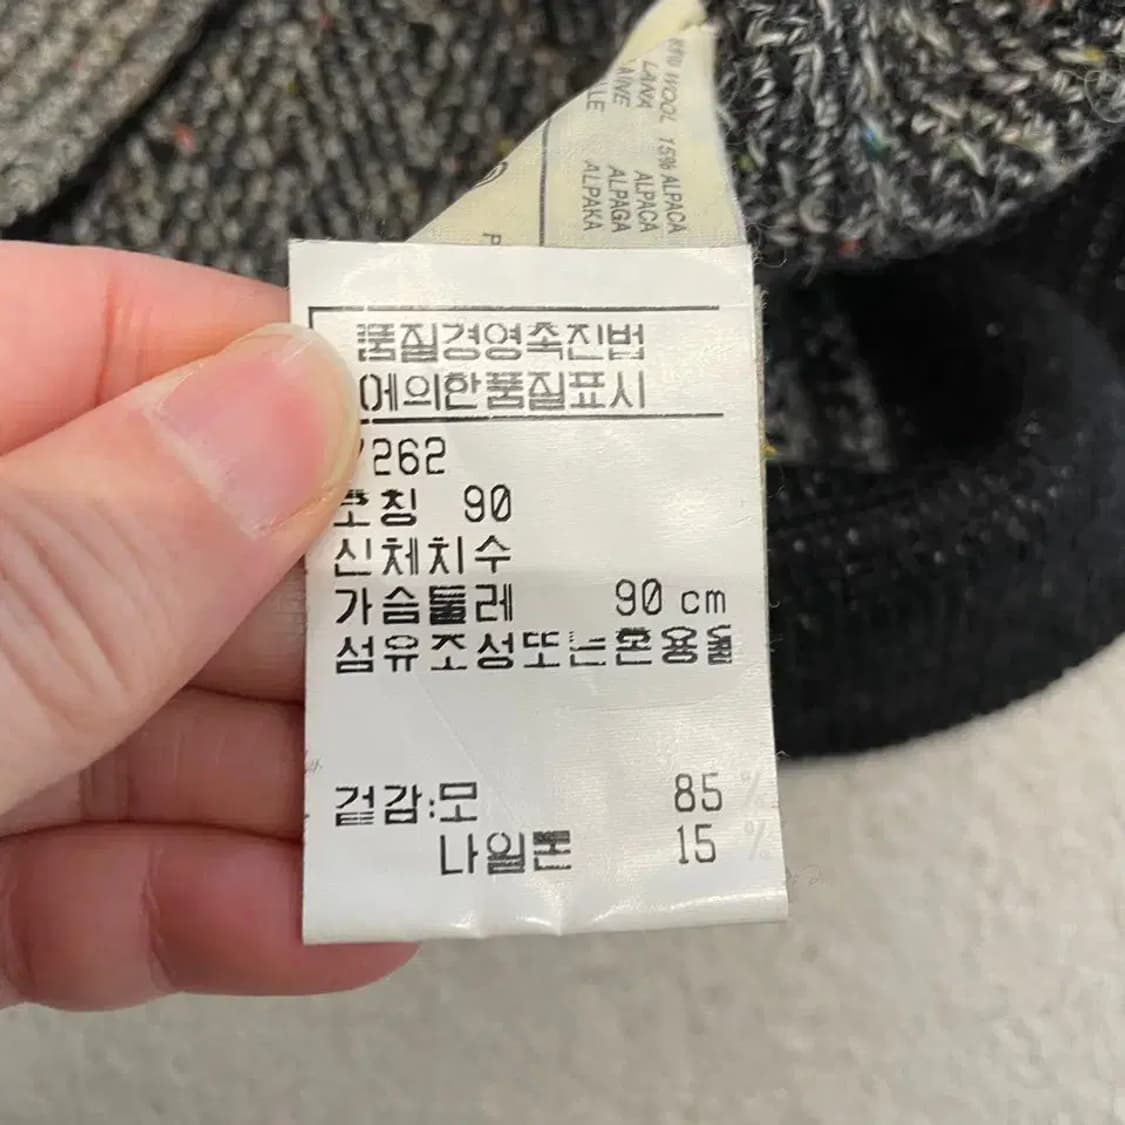 WOOL 15% ALPACA
LANA ALPACA
ALPAGA
ALPAKA
품질경영촉진법
에의한품질표시
262
호칭 90
신체치수
가슴둘레 90 cm
섬유조성또는혼용율
겉감:모 85 %
나일론 15 %